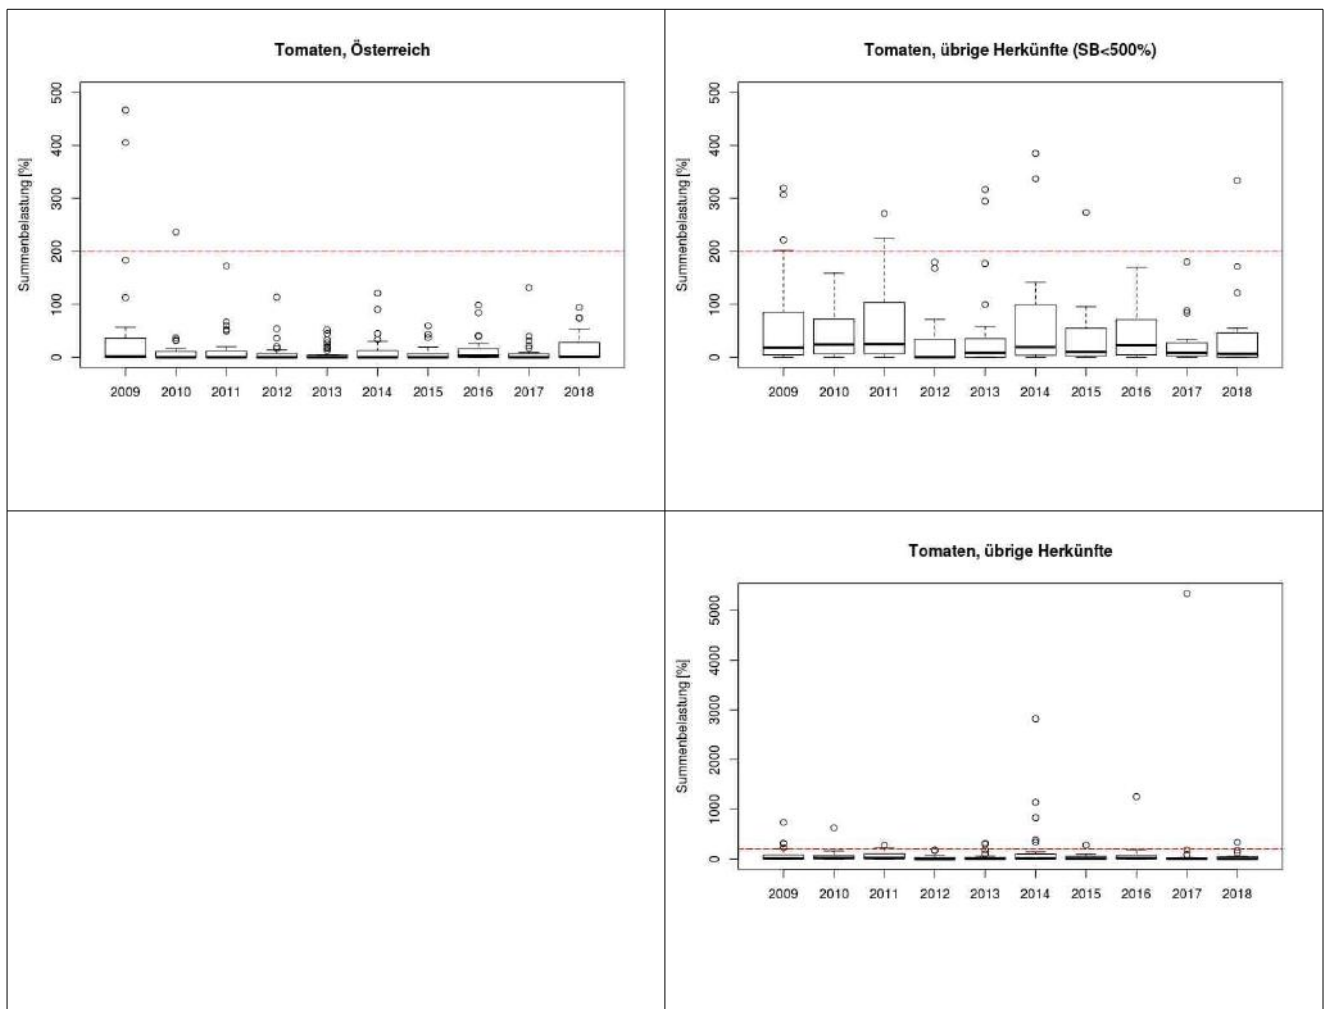 Tomaten, Österreich
Summenbelastung [%]
500
400
300
200
100
0
2009 2010 2011 2012 2013 2014 2015 2016 2017 2018
Tomaten, übrige Herkünfte (SB<500%)
Summenbelastung [%]
500
400
300
200
100
0
2009 2010 2011 2012 2013 2014 2015 2016 2017 2018
Tomaten, übrige Herkünfte
Summenbelastung [%]
5000
4000
3000
2000
1000
0
2009 2010 2011 2012 2013 2014 2015 2016 2017 2018